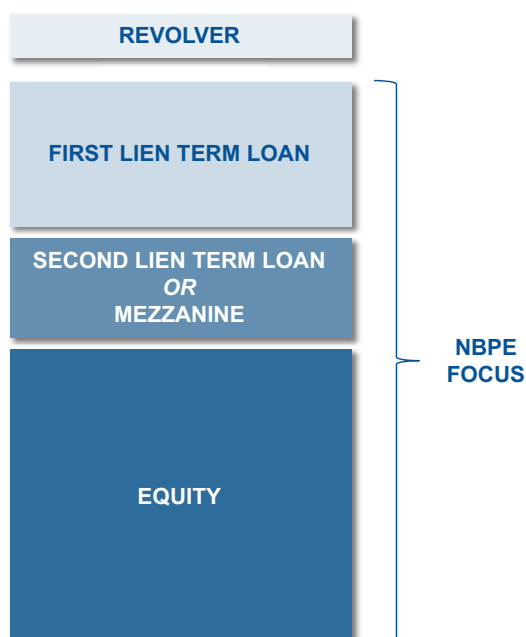 REVOLVER
FIRST LIEN TERM LOAN
SECOND LIEN TERM LOAN
OR
MEZZANINE
NBPE
FOCUS
EQUITY